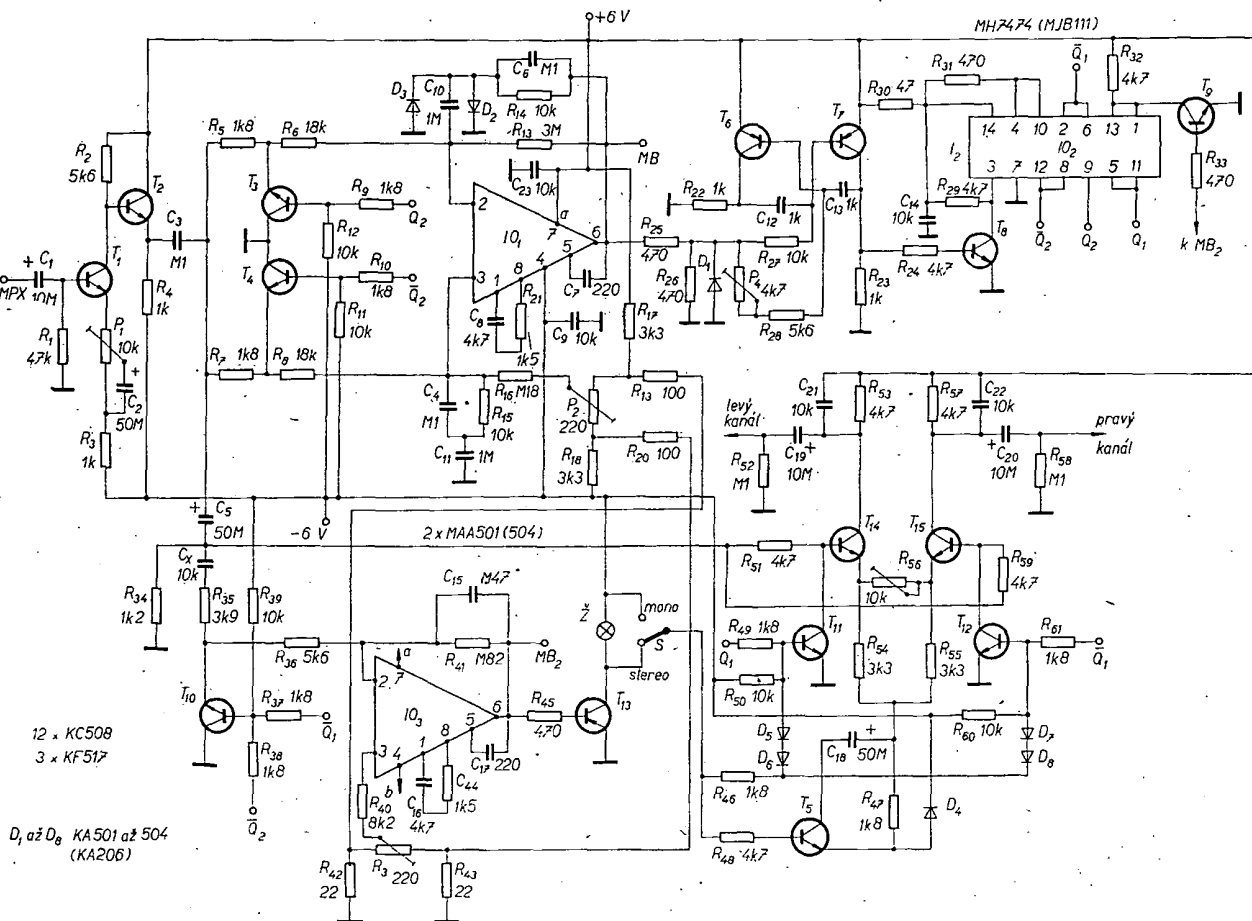 +6 V
MH7474 (MJB111)
C6 M1
R14 10k
R13 3M
D3
C10
1M
D2
MB
R5 1k8
R6 18k
R2
5k6
T2
T1
C3
M1
+ C1
10M
MPX
R1
47k
P1
10k
+
C2
50M
R3
1k
R4
1k
T3
T4
R9 1k8
Q2
R12
10k
R10
1k8
Q̄2
R11
10k
R7 1k8
R8 18k
C23 10k
a
7
2
IO1
3
1
8
4
5
6
C7
220
C8
4k7
R21
1k5
C9
10k
R17
3k3
C4
M1
R16 M18
R15
10k
C11
1M
P2
220
R13
100
R18
3k3
R20
100
R25
470
R26
470
D1
P4
4k7
R27
10k
R28 5k6
R22 1k
C12
1k
C13 1k
T6
T7
R30 47
R31 470
R32
4k7
Q̄1
T9
14
4
10
2
6
13
1
I2
IO2
3
7
12
8
9
5
11
R33
470
k MB2
R29 4k7
C14
10k
T8
R24
4k7
R23
1k
Q̄2
Q2
Q1
-6 V
2 x MAA501 (504)
+
C5
50M
Cx
10k
R34
1k2
R35
3k9
R39
10k
R36 5k6
T10
R37 1k8
Q̄1
R38
1k8
Q̄2
C15 M47
R41
M82
MB2
a
7
2
IO3
3
4
b
1
8
5
6
C17 220
C16
4k7
C44
1k5
R40
8k2
R3
220
R42
22
R43
22
R45
470
T13
ž
mono
S
stereo
levý
kanál
pravý
kanál
C21
10k
R53
4k7
R57
4k7
C22
10k
R52
M1
C19 +
10M
+
C20
10M
R58
M1
T14
T15
R51 4k7
R56
10k
R59
4k7
R49 1k8
Q1
T11
T12
R61
1k8
Q̄1
R50 10k
R54
3k3
R55
3k3
R60 10k
D5
D6
D7
D8
C18
+
50M
R46
1k8
T5
R47
1k8
D4
R48 4k7
12 x KC508
3 x KF517
D1 až D8 KA501 až 504
(KA206)